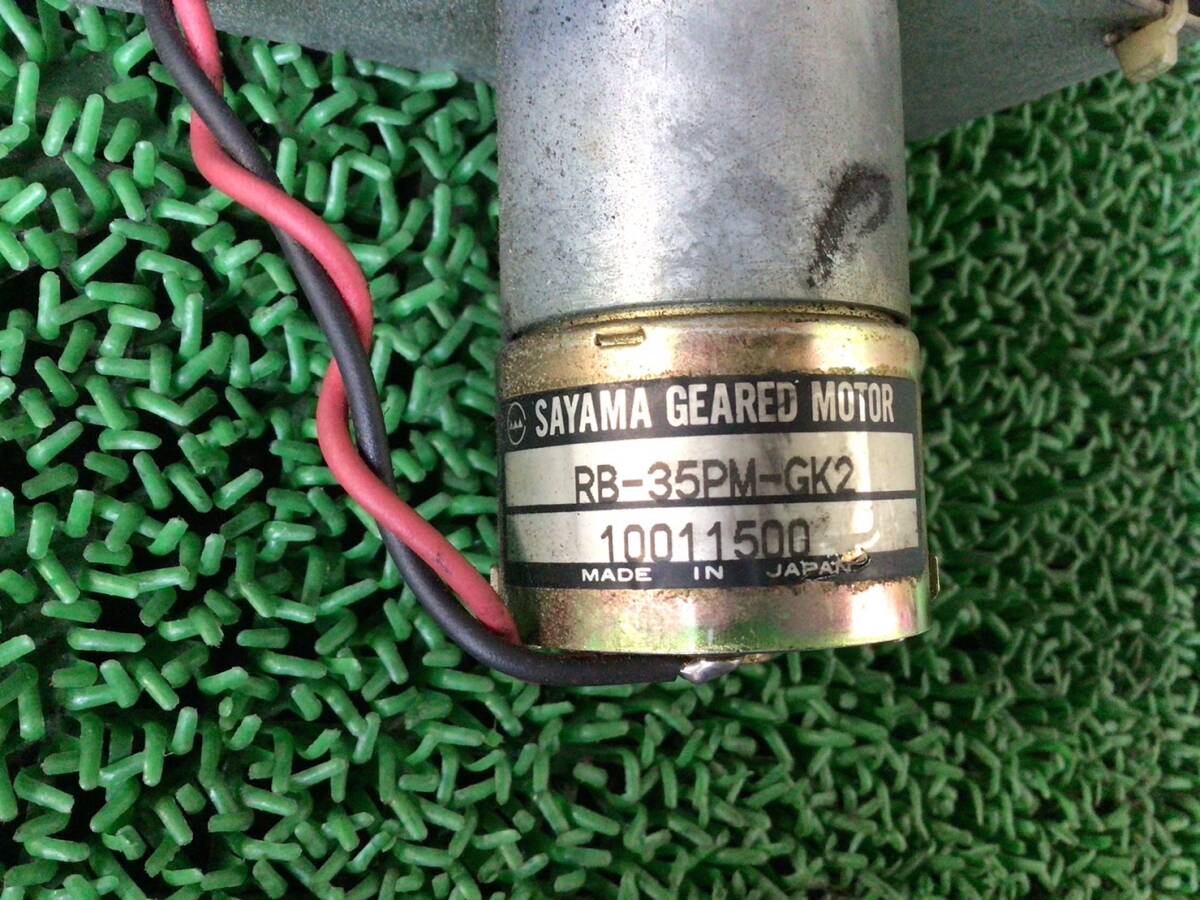 P
SAYAMA GEARED MOTOR
RB-35PM-GK2
10011500
MADE IN JAPAN